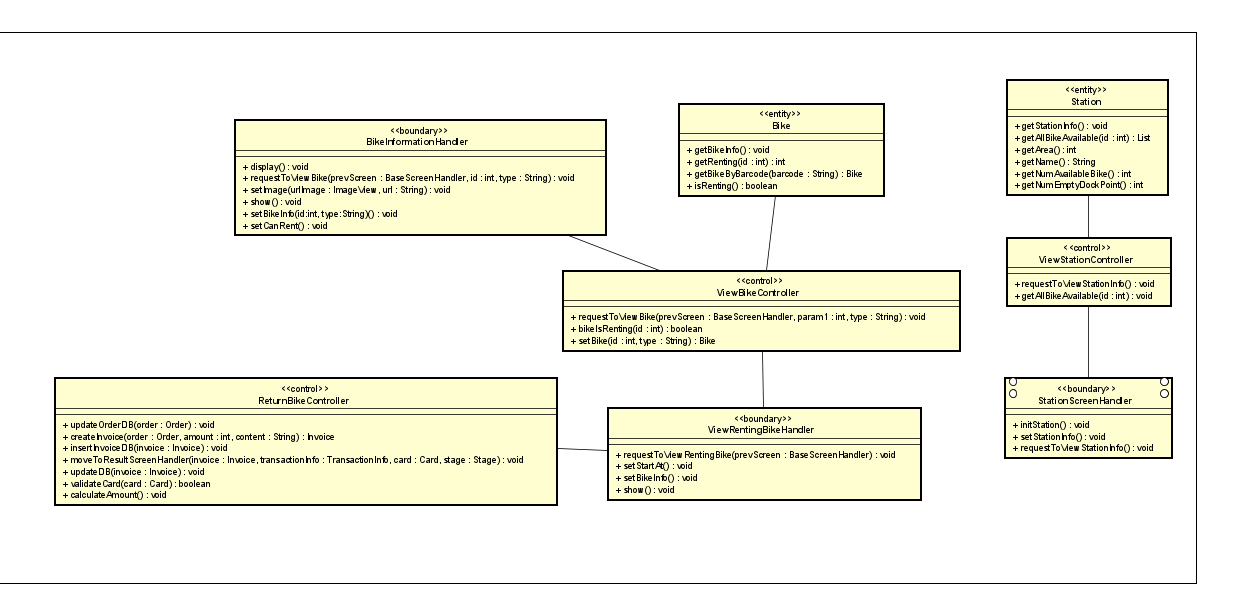 <<boundary>>
BikeInformationHandler
+ display() : void
+ requestToViewBike(prevScreen : BaseScreenHandler, id : int, type : String) : void
+ setImage(urlImage : ImageView, url : String) : void
+ show() : void
+ setBikeInfo(id:int, type:String)() : void
+ setCanRent() : void
<<entity>>
Bike
+ getBikeInfo() : void
+ getRenting(id : int) : int
+ getBikeByBarcode(barcode : String) : Bike
+ isRenting() : boolean
<<entity>>
Station
+ getStationInfo() : void
+ getAllBikeAvailable(id : int) : List
+ getArea() : int
+ getName() : String
+ getNumAvailableBike() : int
+ getNumEmptyDockPoint() : int
<<control>>
ViewStationController
+ requestToViewStationInfo() : void
+ getAllBikeAvailable(id : int) : void
<<control>>
ViewBikeController
+ requestToViewBike(prevScreen : BaseScreenHandler, param1 : int, type : String) : void
+ bikeIsRenting(id : int) : boolean
+ setBike(id : int, type : String) : Bike
<<control>>
ReturnBikeController
+ updateOrderDB(order : Order) : void
+ createInvoice(order : Order, amount : int, content : String) : Invoice
+ insertInvoiceDB(invoice : Invoice) : void
+ moveToResultScreenHandler(invoice : Invoice, transactionInfo : TransactionInfo, card : Card, stage : Stage) : void
+ updateDB(invoice : Invoice) : void
+ validateCard(card : Card) : boolean
+ calculateAmount() : void
<<boundary>>
ViewRentingBikeHandler
+ requestToViewRentingBike(prevScreen : BaseScreenHandler) : void
+ setStartAt() : void
+ setBikeInfo() : void
+ show() : void
<<boundary>>
StationScreenHandler
+ initStation() : void
+ setStationInfo() : void
+ requestToViewStationInfo() : void